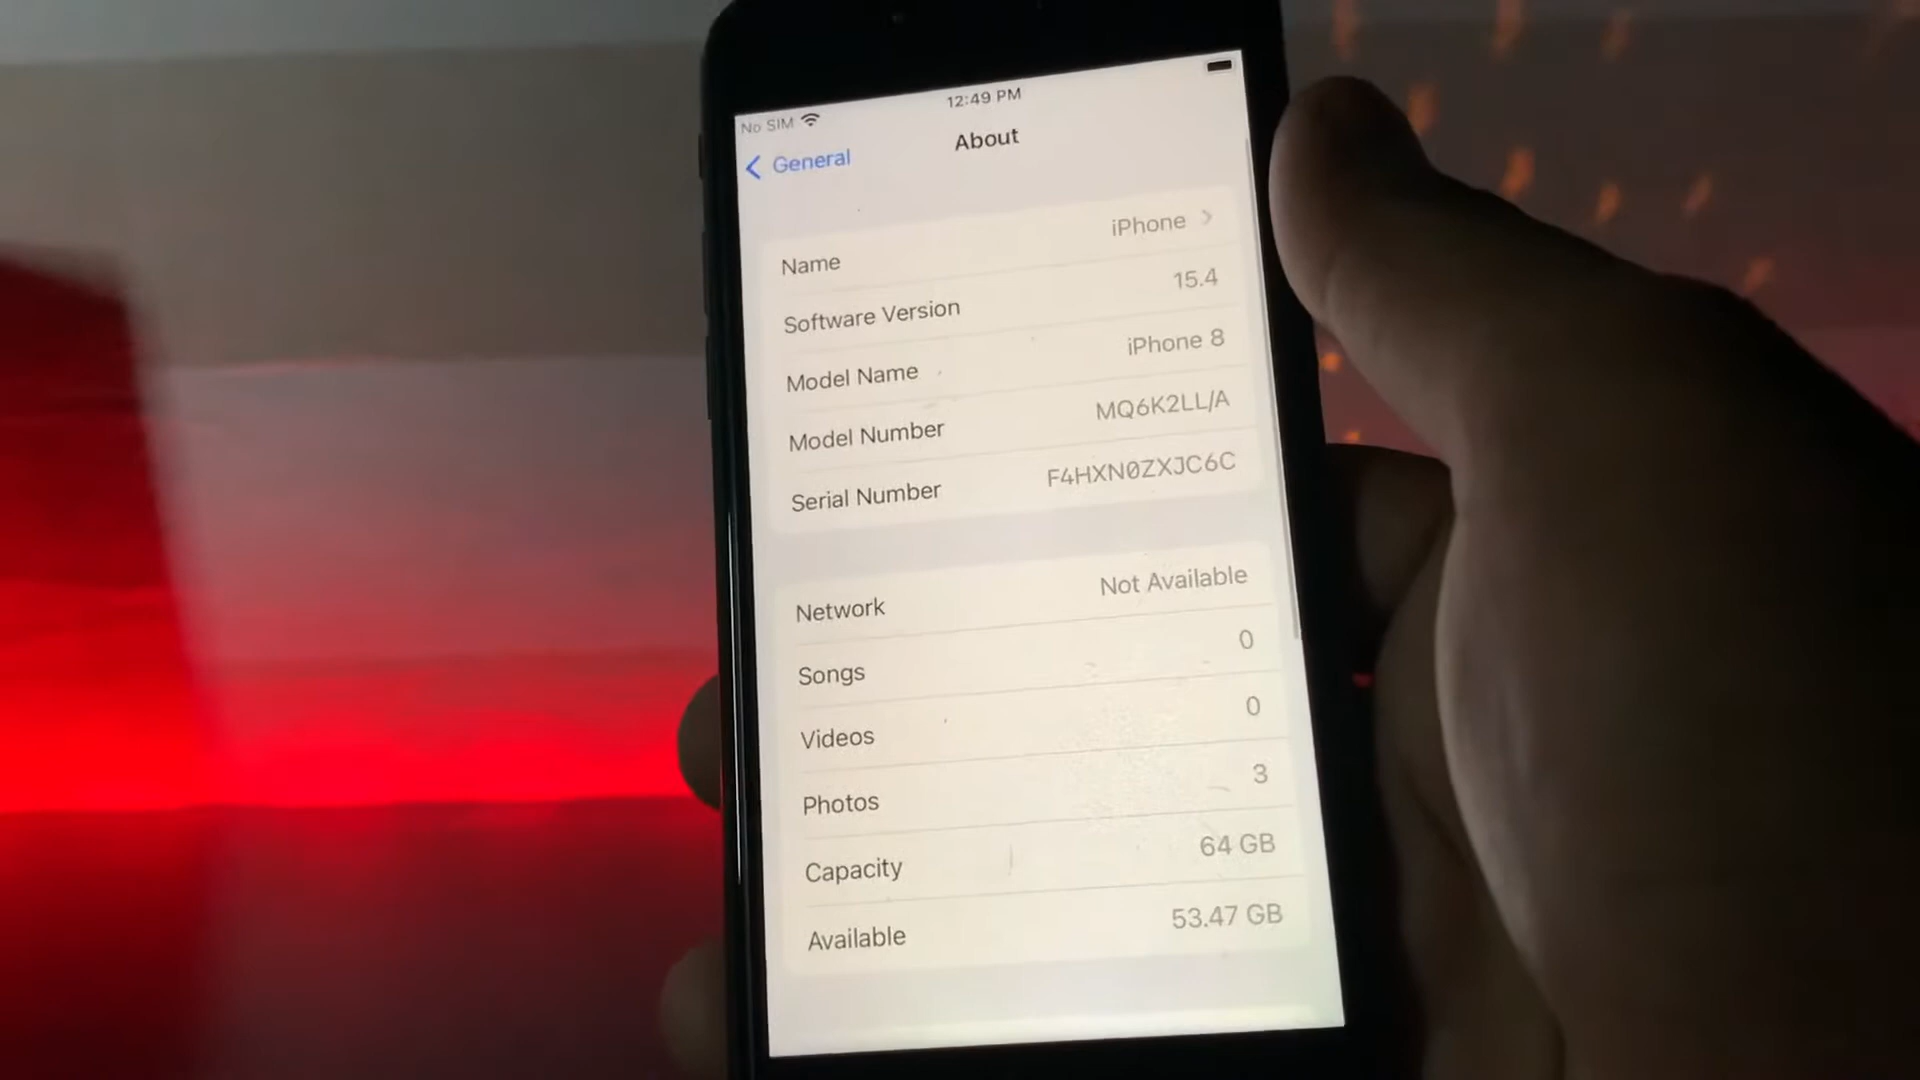 12:49 PM
No SIM
General
About
Name iPhone
Software Version 15.4
Model Name iPhone 8
Model Number MQ6K2LL/A
Serial Number F4HXN0ZXJC6C
Network Not Available
Songs 0
Videos 0
Photos 3
Capacity 64 GB
Available 53.47 GB